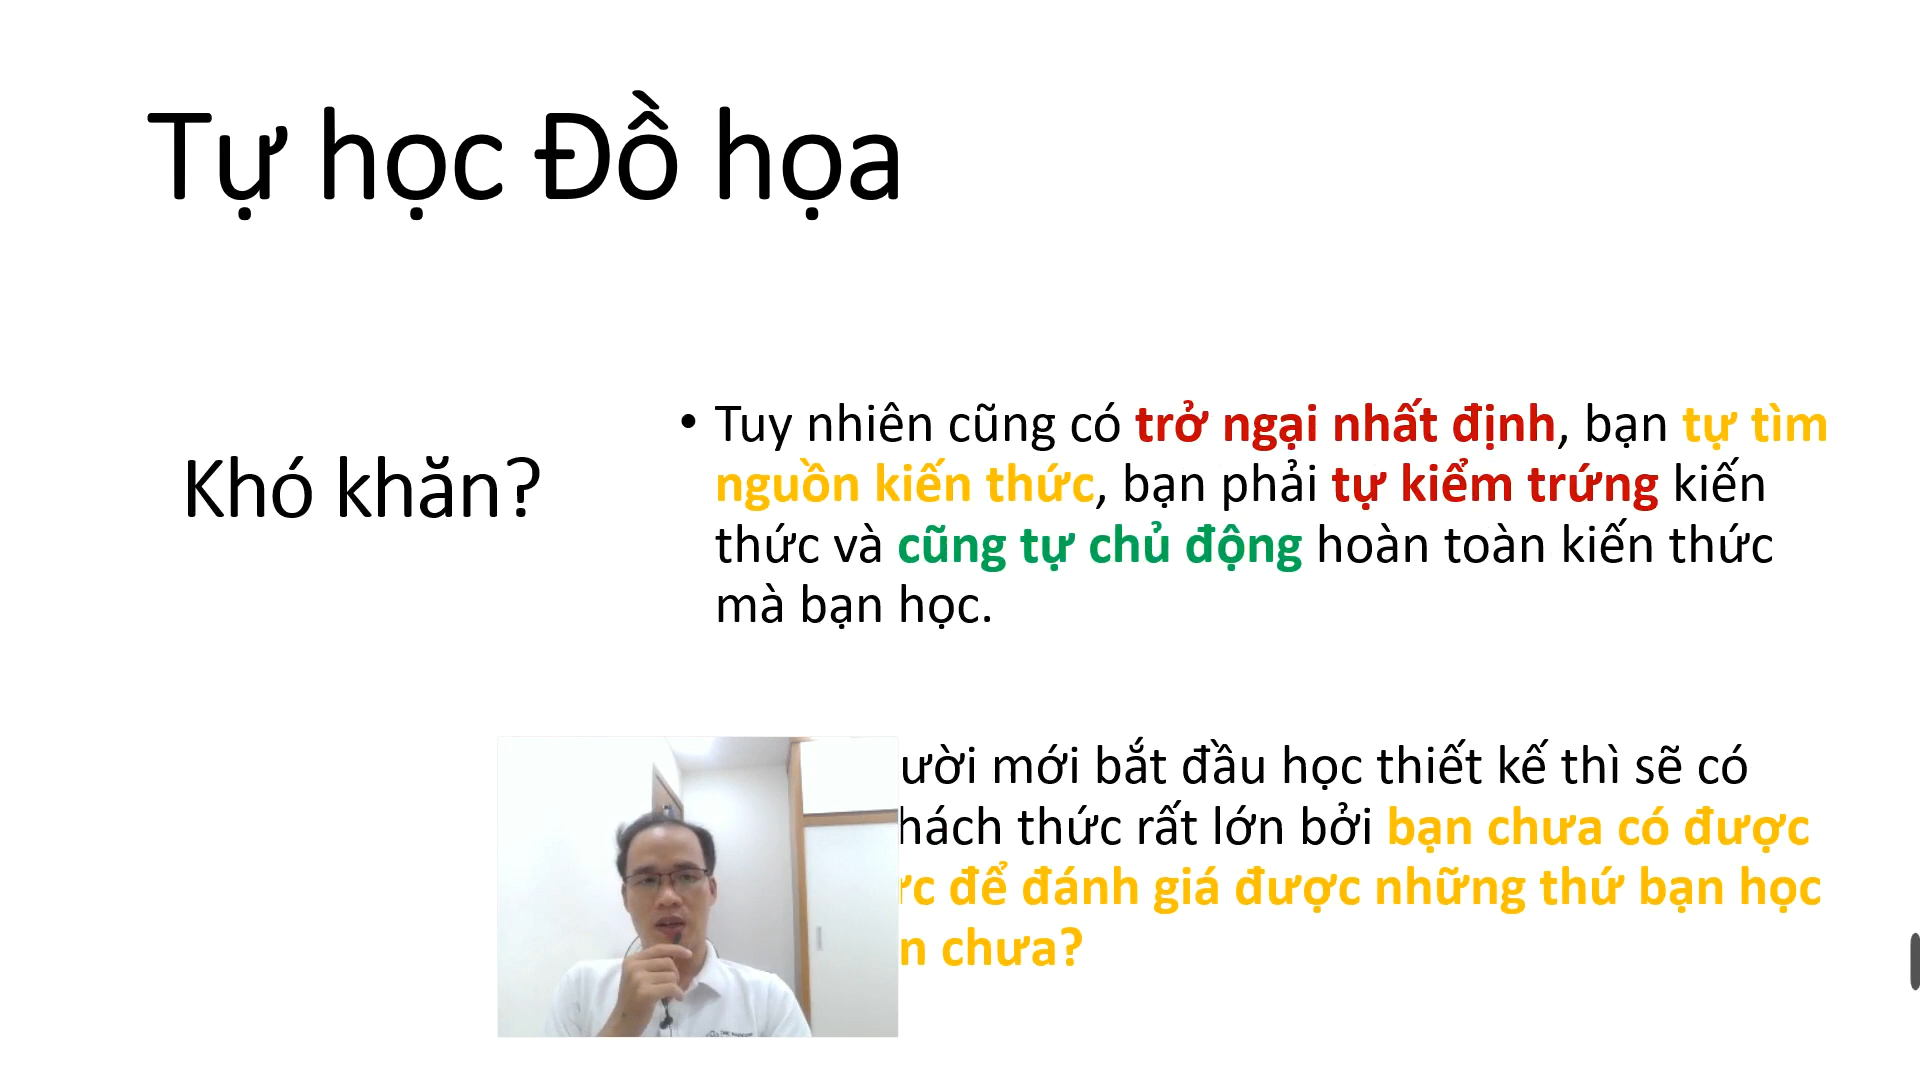 Tự học Đồ họa
Khó khăn?
• Tuy nhiên cũng có trở ngại nhất định, bạn tự tìm
nguồn kiến thức, bạn phải tự kiểm trứng kiến
thức và cũng tự chủ động hoàn toàn kiến thức
mà bạn học.
mới bắt đầu học thiết kế thì sẽ có
thức rất lớn bởi bạn chưa có được
để đánh giá được những thứ bạn học
chưa?